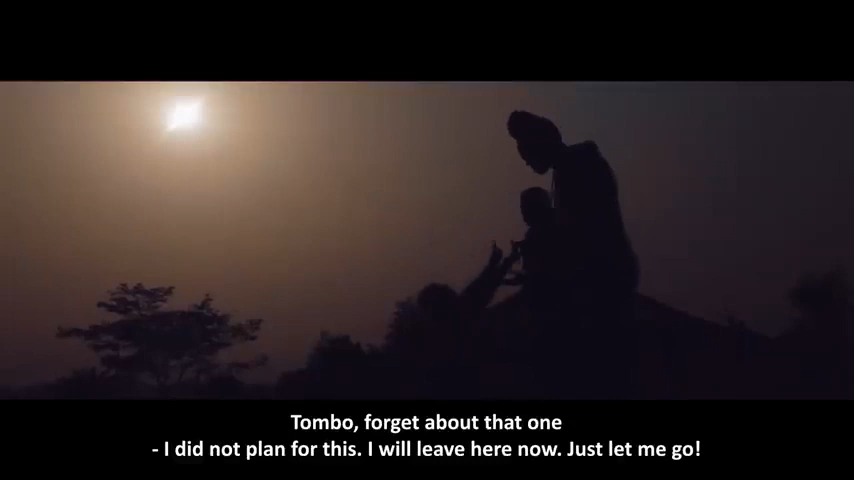 Tombo, forget about that one
- I did not plan for this. I will leave here now. Just let me go!